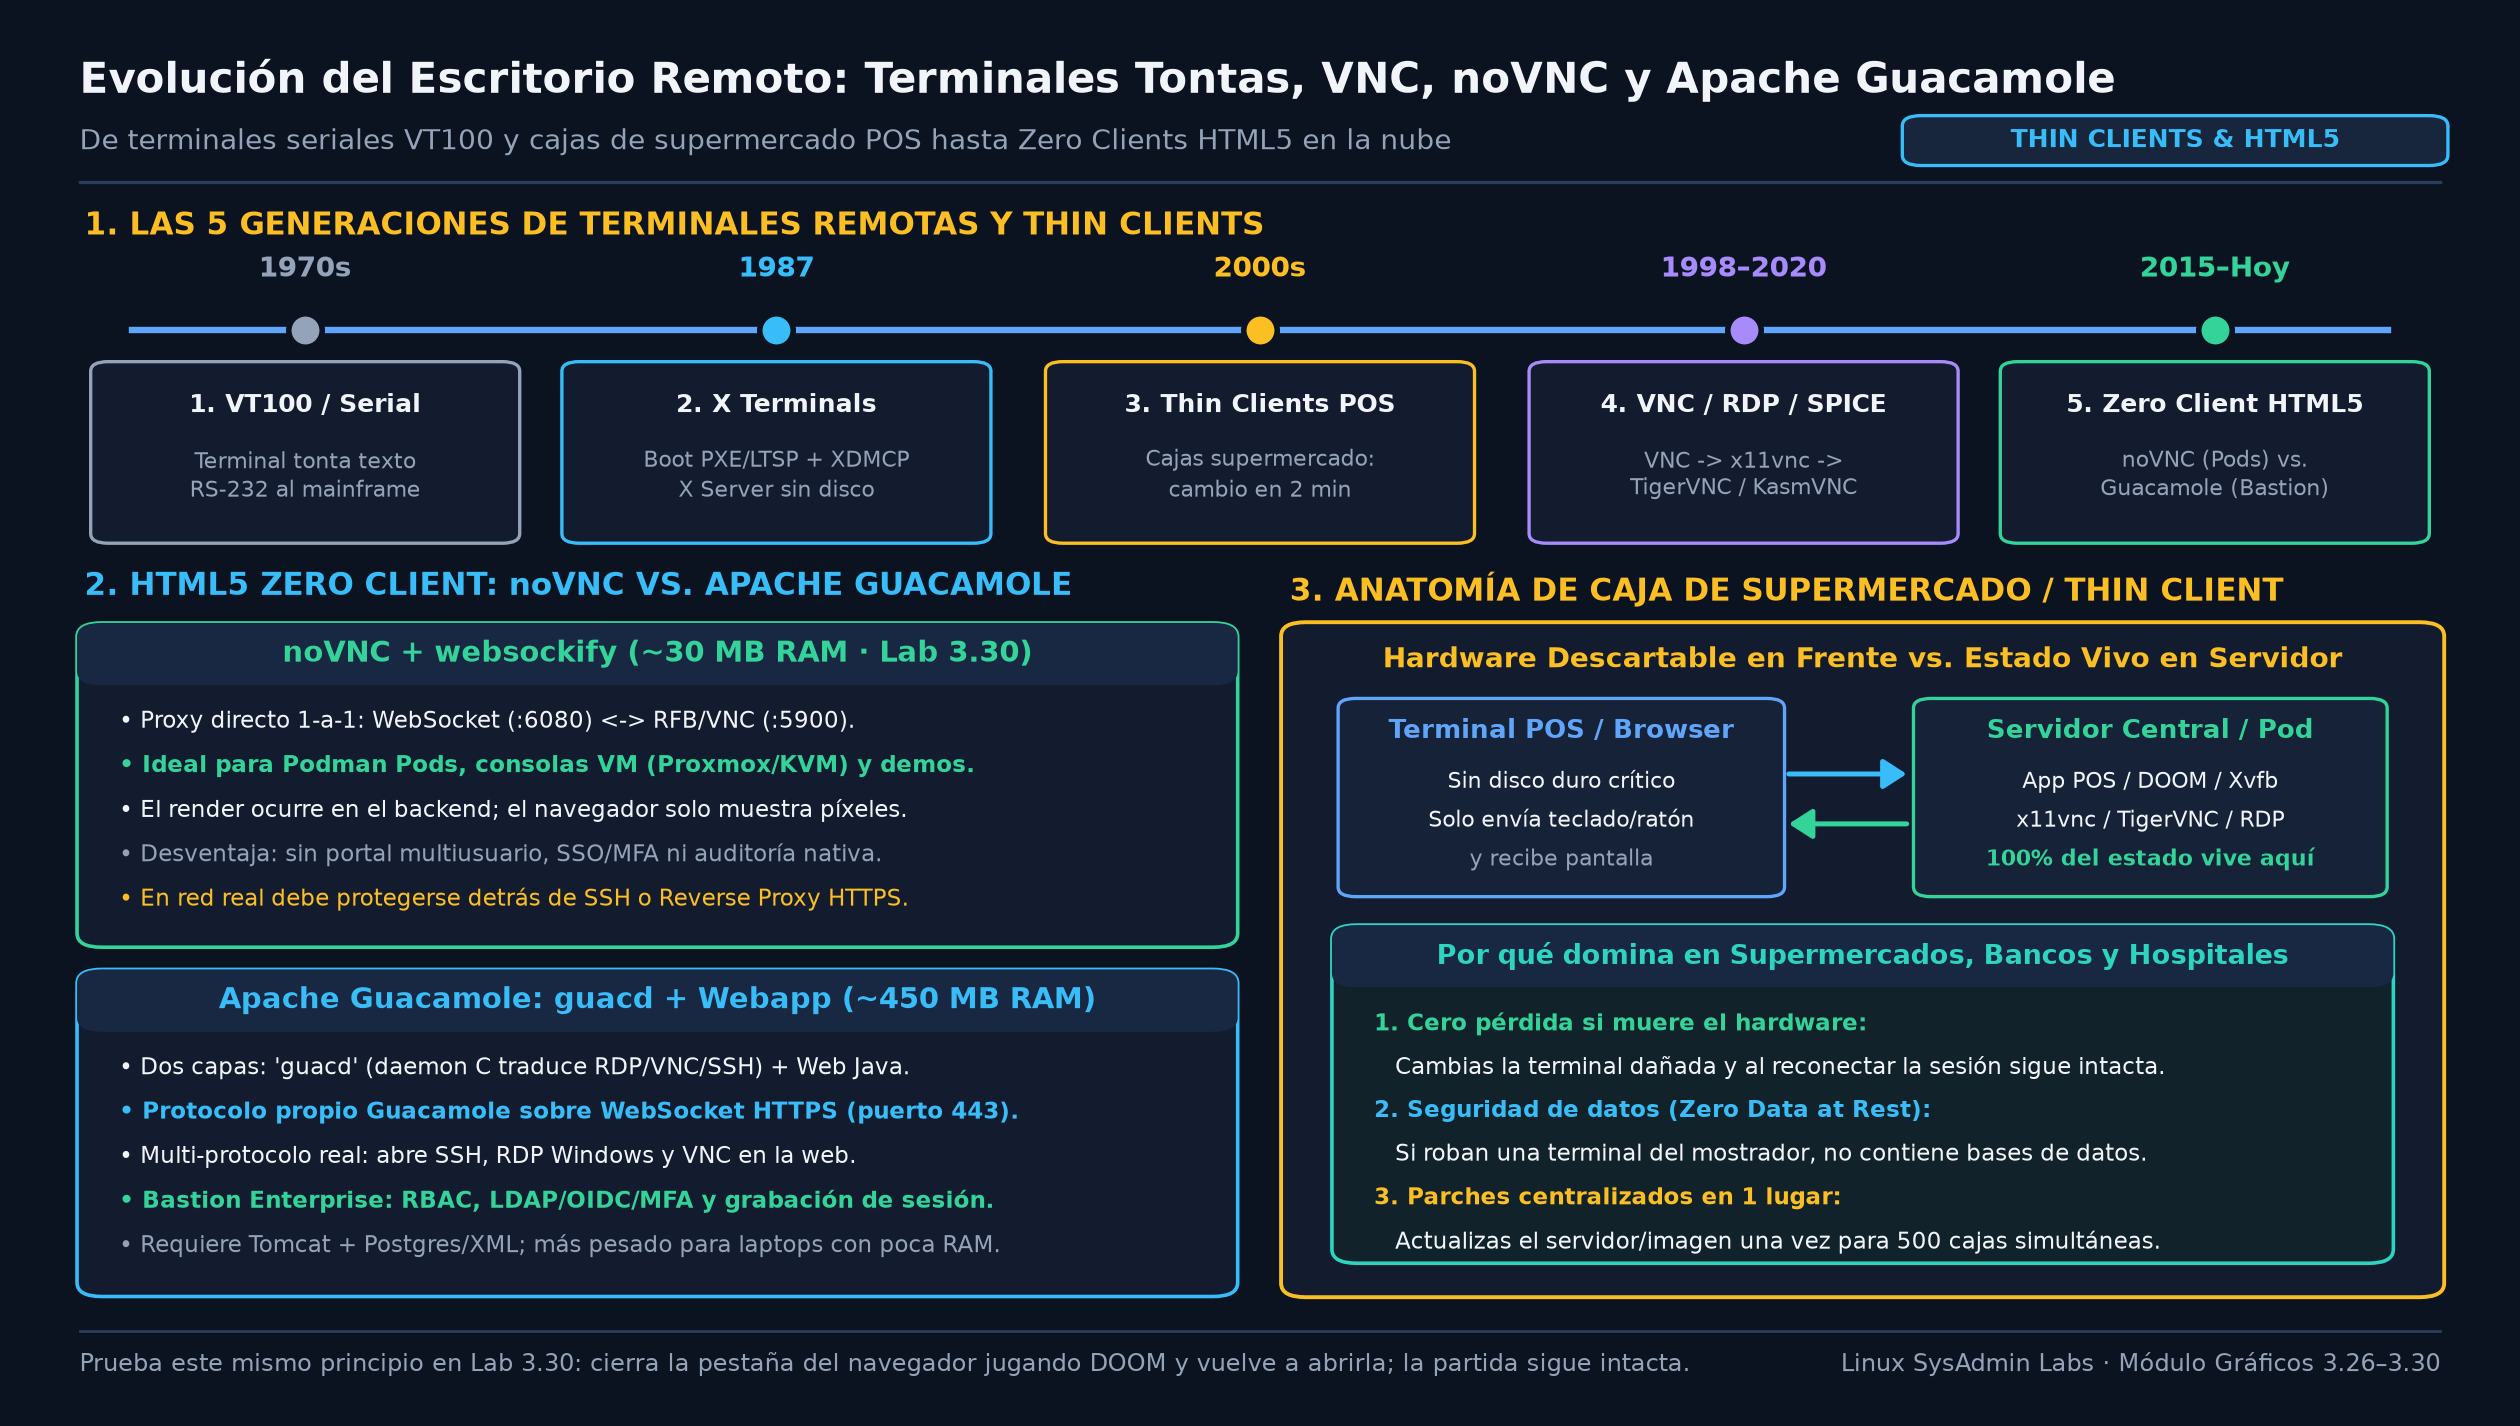 Evolución del Escritorio Remoto: Terminales Tontas, VNC, noVNC y Apache Guacamole
De terminales seriales VT100 y cajas de supermercado POS hasta Zero Clients HTML5 en la nube
THIN CLIENTS & HTML5
1. LAS 5 GENERACIONES DE TERMINALES REMOTAS Y THIN CLIENTS
1970s
1987
2000s
1998–2020
2015–Hoy
1. VT100 / Serial
Terminal tonta texto
RS-232 al mainframe
2. X Terminals
Boot PXE/LTSP + XDMCP
X Server sin disco
3. Thin Clients POS
Cajas supermercado:
cambio en 2 min
4. VNC / RDP / SPICE
VNC -> x11vnc ->
TigerVNC / KasmVNC
5. Zero Client HTML5
noVNC (Pods) vs.
Guacamole (Bastion)
2. HTML5 ZERO CLIENT: noVNC VS. APACHE GUACAMOLE
noVNC + websockify (~30 MB RAM · Lab 3.30)
• Proxy directo 1-a-1: WebSocket (:6080) <-> RFB/VNC (:5900).
• Ideal para Podman Pods, consolas VM (Proxmox/KVM) y demos.
• El render ocurre en el backend; el navegador solo muestra píxeles.
• Desventaja: sin portal multiusuario, SSO/MFA ni auditoría nativa.
• En red real debe protegerse detrás de SSH o Reverse Proxy HTTPS.
Apache Guacamole: guacd + Webapp (~450 MB RAM)
• Dos capas: 'guacd' (daemon C traduce RDP/VNC/SSH) + Web Java.
• Protocolo propio Guacamole sobre WebSocket HTTPS (puerto 443).
• Multi-protocolo real: abre SSH, RDP Windows y VNC en la web.
• Bastion Enterprise: RBAC, LDAP/OIDC/MFA y grabación de sesión.
• Requiere Tomcat + Postgres/XML; más pesado para laptops con poca RAM.
3. ANATOMÍA DE CAJA DE SUPERMERCADO / THIN CLIENT
Hardware Descartable en Frente vs. Estado Vivo en Servidor
Terminal POS / Browser
Sin disco duro crítico
Solo envía teclado/ratón
y recibe pantalla
Servidor Central / Pod
App POS / DOOM / Xvfb
x11vnc / TigerVNC / RDP
100% del estado vive aquí
Por qué domina en Supermercados, Bancos y Hospitales
1. Cero pérdida si muere el hardware:
Cambias la terminal dañada y al reconectar la sesión sigue intacta.
2. Seguridad de datos (Zero Data at Rest):
Si roban una terminal del mostrador, no contiene bases de datos.
3. Parches centralizados en 1 lugar:
Actualizas el servidor/imagen una vez para 500 cajas simultáneas.
Prueba este mismo principio en Lab 3.30: cierra la pestaña del navegador jugando DOOM y vuelve a abrirla; la partida sigue intacta.
Linux SysAdmin Labs · Módulo Gráficos 3.26–3.30